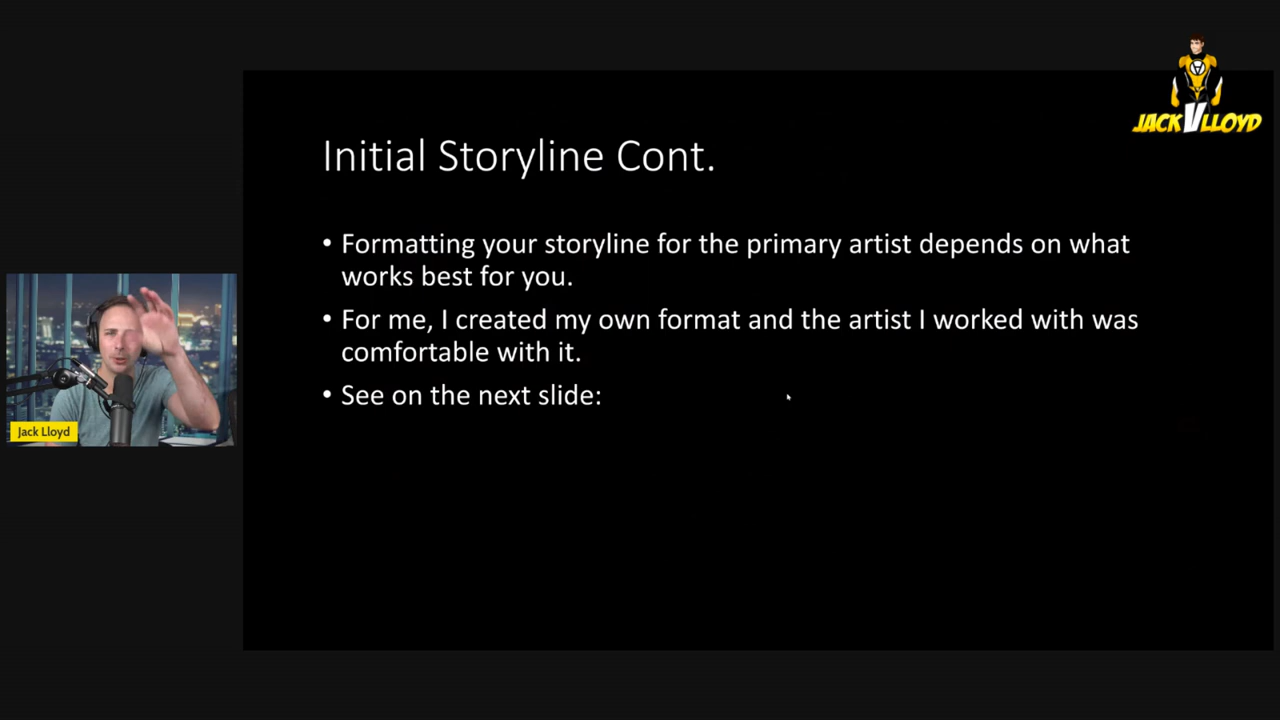 JACK V LLOYD
Initial Storyline Cont.
• Formatting your storyline for the primary artist depends on what
works best for you.
• For me, I created my own format and the artist I worked with was
comfortable with it.
• See on the next slide:
Jack Lloyd